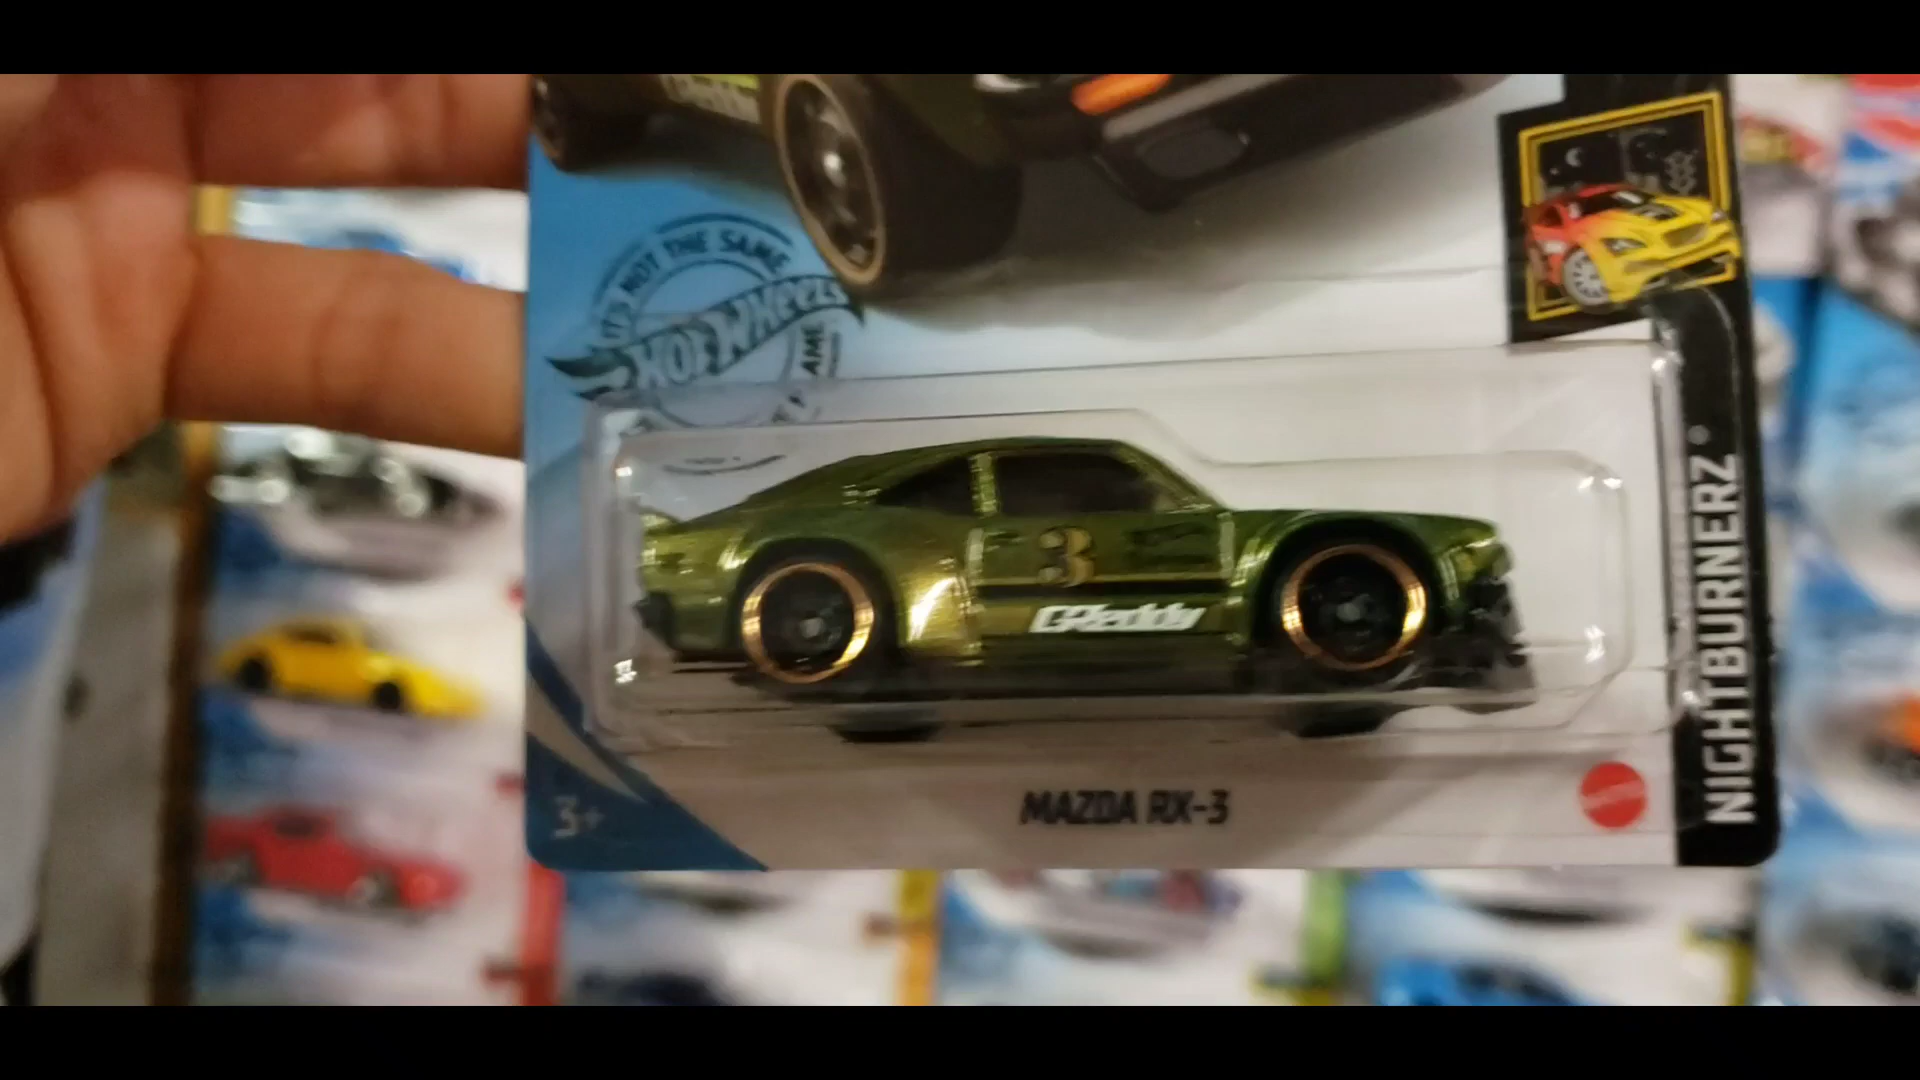 IT'S NOT THE SAME
HOT WHEELS
3
GReddy
3+
MAZDA RX-3
NIGHTBURNERZ®